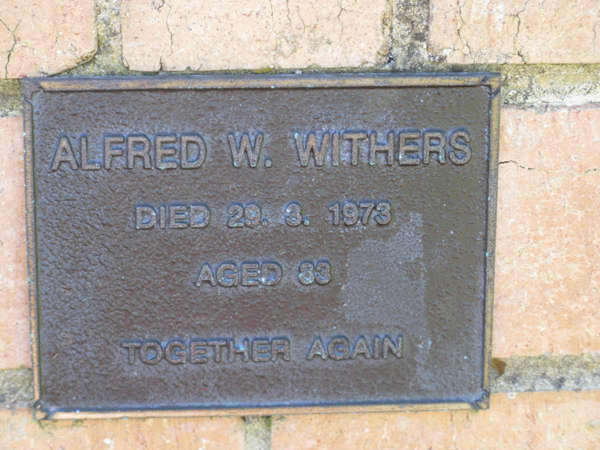 ALFRED W. WITHERS
DIED 29. 3. 1973
AGED 83
TOGETHER AGAIN